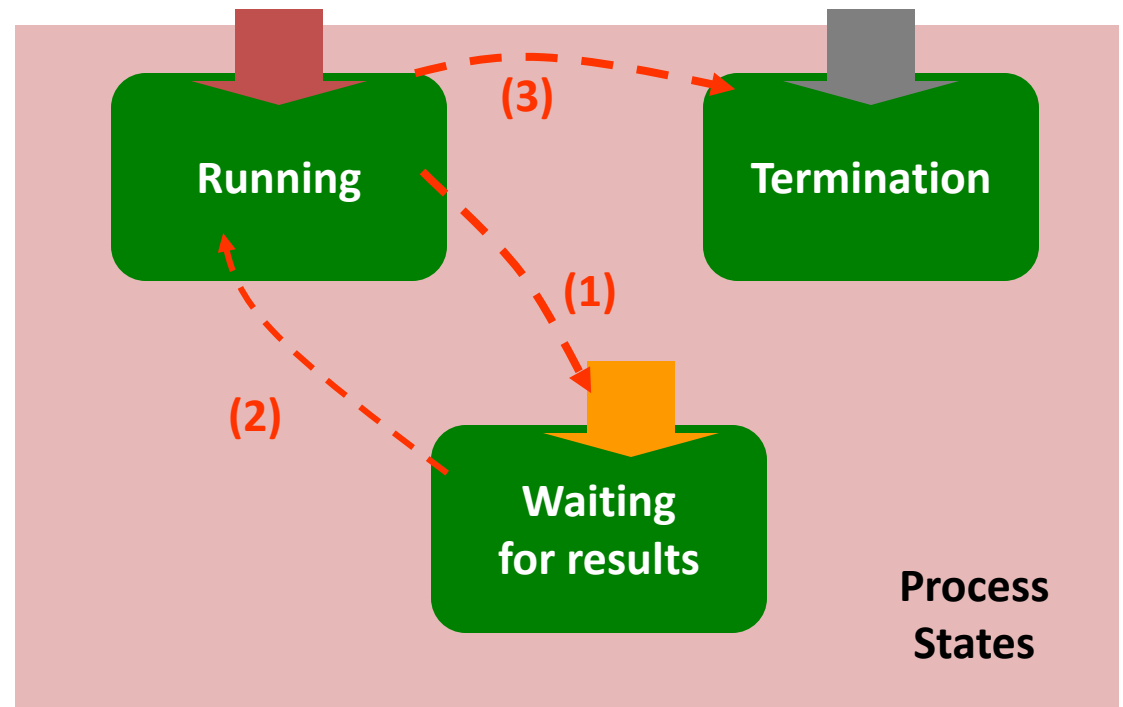 (3)
Running
Termination
(1)
(2)
Waiting
for results
Process
States